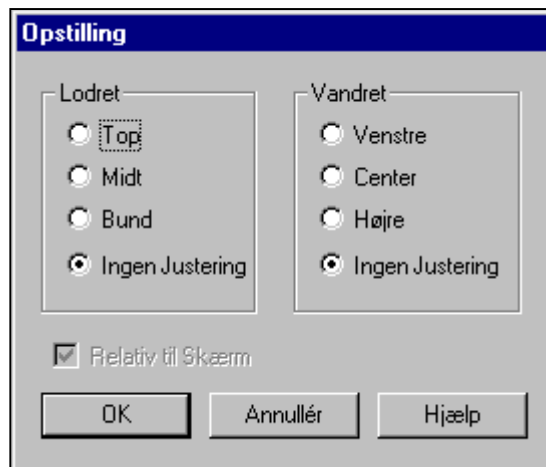 Opstilling
Lodret
Top
Midt
Bund
Ingen Justering
Vandret
Venstre
Center
Højre
Ingen Justering
Relativ til Skærm
OK
Annullér
Hjælp